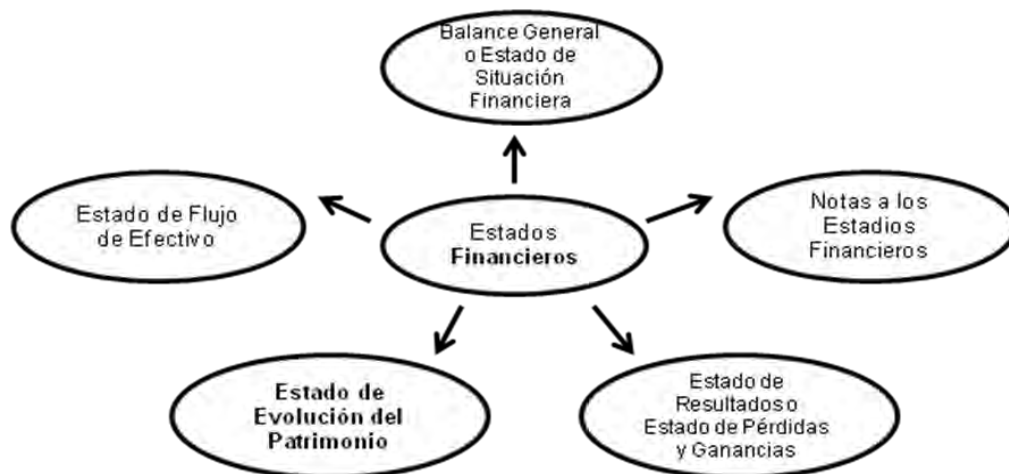 Balance General
o Estado de
Situación
Financiera
Estado de Flujo
de Efectivo
Estados
Financieros
Notas a los
Estadios
Financieros
Estado de
Evolución del
Patrimonio
Estado de
Resultados o
Estado de Pérdidas
y Ganancias